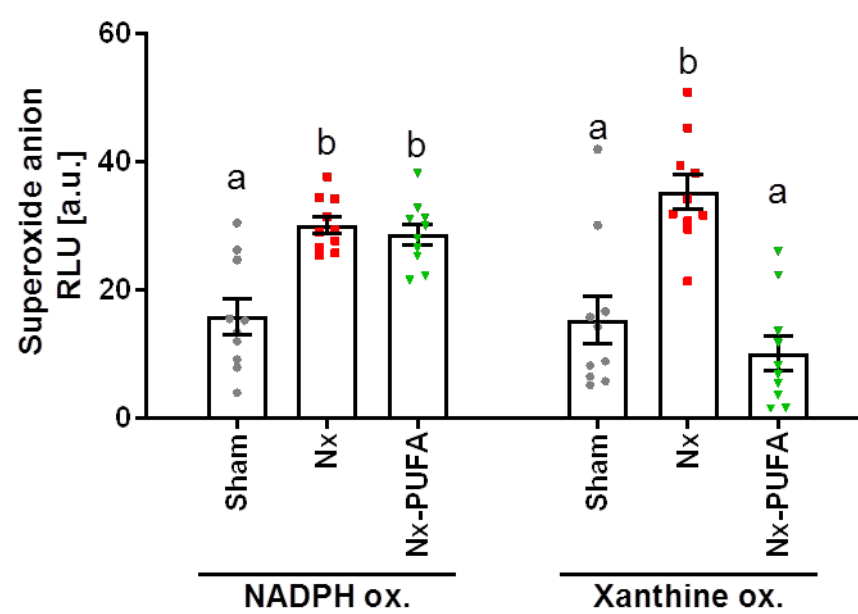 Superoxide anion
RLU [a.u.]
60
40
20
0
a
b
b
a
b
a
Sham
Nx
Nx-PUFA
Sham
Nx
Nx-PUFA
NADPH ox.
Xanthine ox.